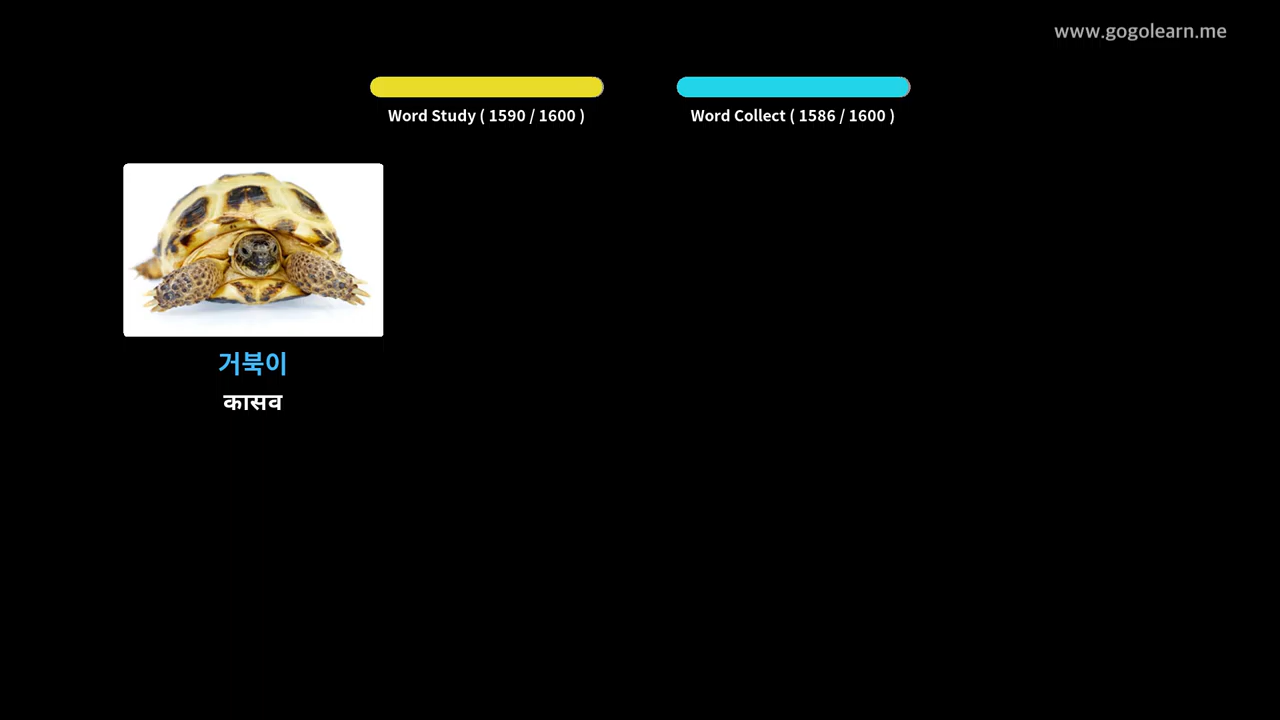 www.gogolearn.me
Word Study ( 1590 / 1600 )
Word Collect ( 1586 / 1600 )
거북이
कासव